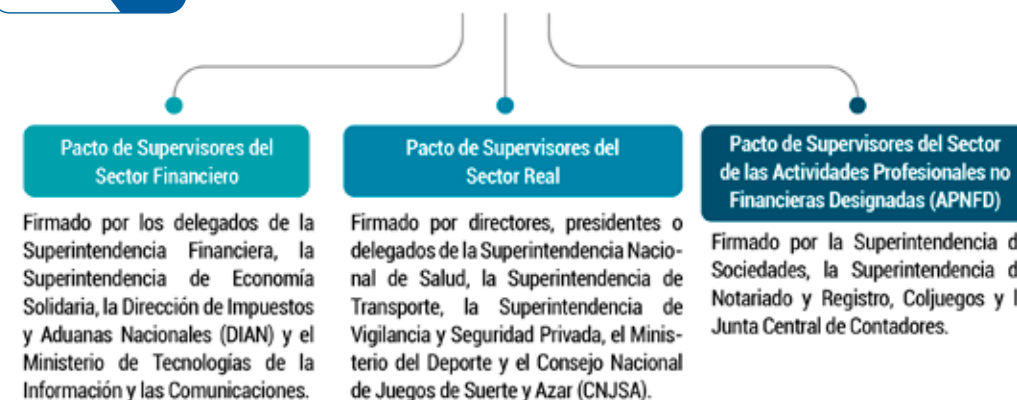 Pacto de Supervisores del
Sector Financiero
Firmado por los delegados de la
Superintendencia Financiera, la
Superintendencia de Economía
Solidaria, la Dirección de Impuestos
y Aduanas Nacionales (DIAN) y el
Ministerio de Tecnologías de la
Información y las Comunicaciones.
Pacto de Supervisores del
Sector Real
Firmado por directores, presidentes o
delegados de la Superintendencia Nacio-
nal de Salud, la Superintendencia de
Transporte, la Superintendencia de
Vigilancia y Seguridad Privada, el Minis-
terio del Deporte y el Consejo Nacional
de Juegos de Suerte y Azar (CNJSA).
Pacto de Supervisores del Sector
de las Actividades Profesionales no
Financieras Designadas (APNFD)
Firmado por la Superintendencia
Sociedades, la Superintendencia
Notariado y Registro, Coljuegos y
Junta Central de Contadores.